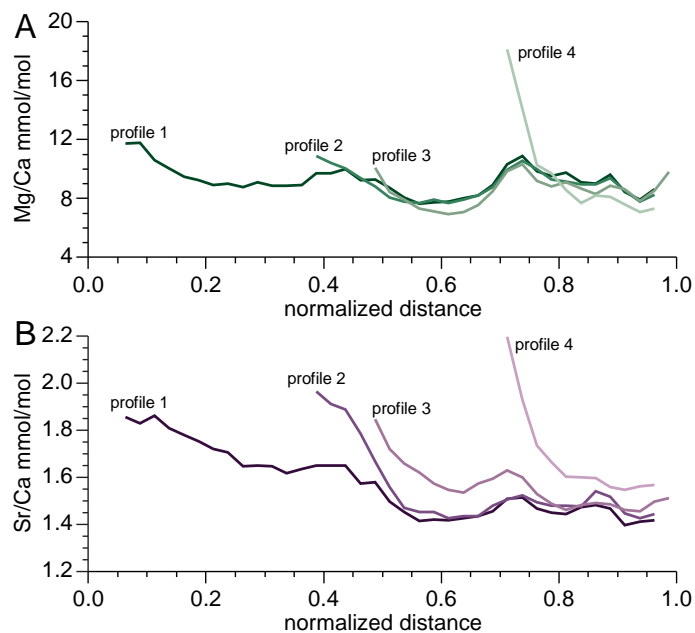 A
20
16
12
8
4
Mg/Ca mmol/mol
profile 1
profile 2
profile 3
profile 4
0.0 0.2 0.4 0.6 0.8 1.0
normalized distance
B
2.2
2.0
1.8
1.6
1.4
1.2
Sr/Ca mmol/mol
profile 1
profile 2
profile 3
profile 4
0.0 0.2 0.4 0.6 0.8 1.0
normalized distance